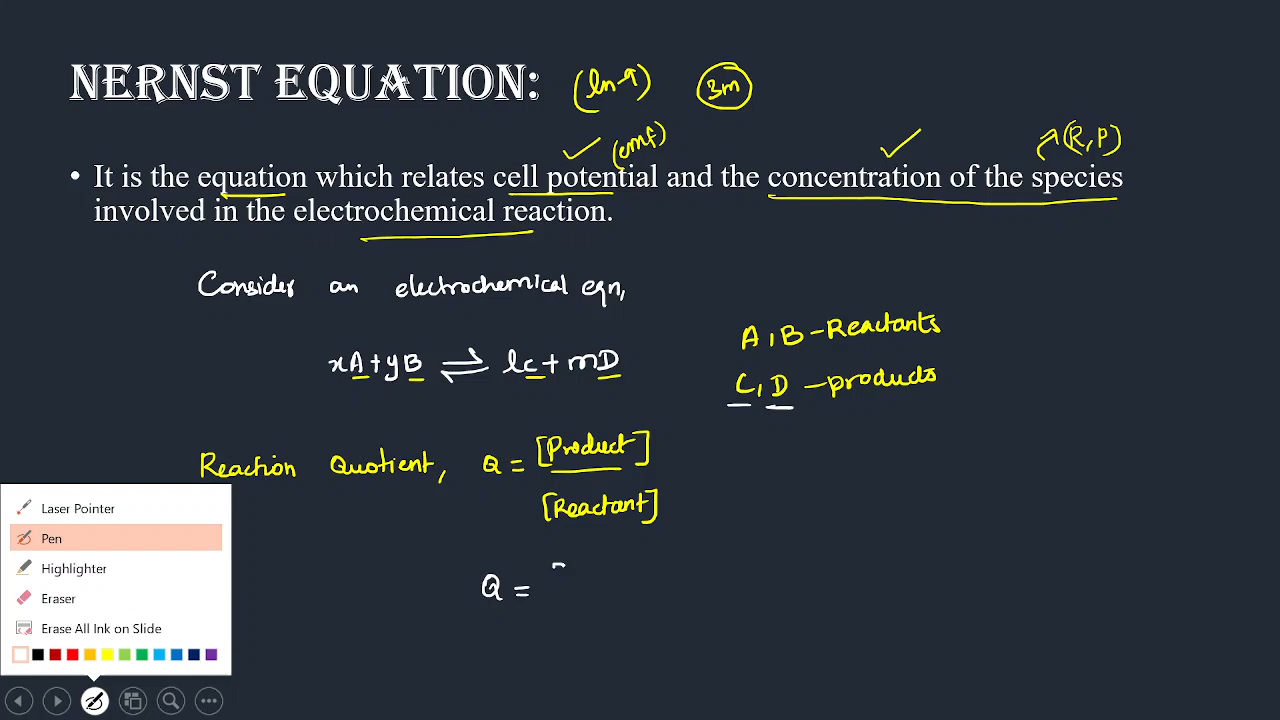 NERNST EQUATION: (ln-9) 3m
(emf) (R, P)
• It is the equation which relates cell potential and the concentration of the species
involved in the electrochemical reaction.
Consider an electrochemical eqn,
xA+yB ⇌ lC+mD
A, B - Reactants
C, D - products
Reaction Quotient, Q = [Product]
[Reactant]
Q =
Laser Pointer
Pen
Highlighter
Eraser
Erase All Ink on Slide